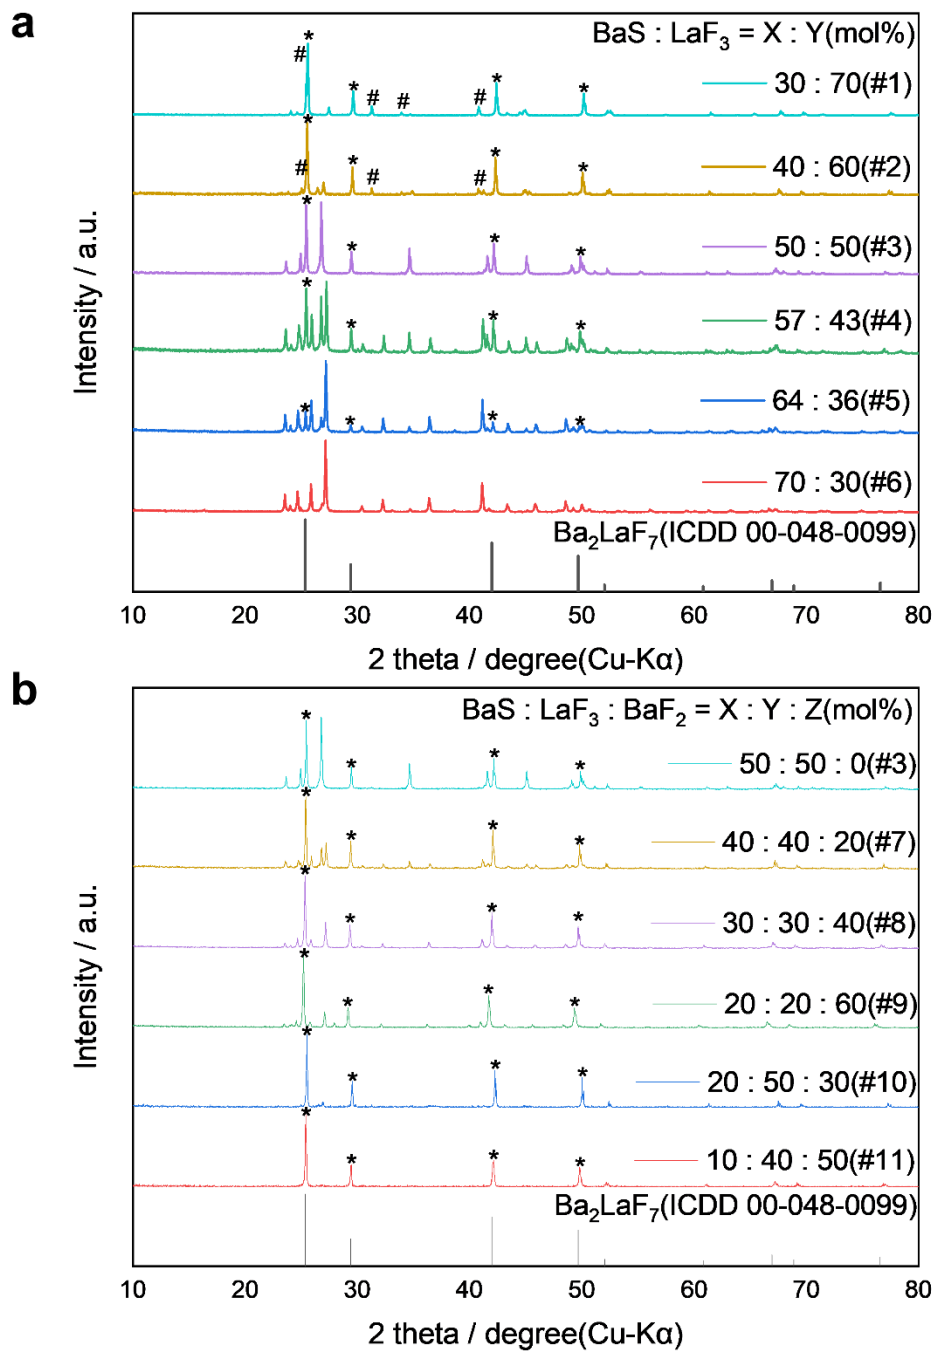 a
BaS : LaF₃ = X : Y(mol%)
# * * # # # * *
30 : 70(#1)
# * * # # * *
40 : 60(#2)
* * * *
50 : 50(#3)
* * * *
57 : 43(#4)
* * * *
64 : 36(#5)
70 : 30(#6)
Ba₂LaF₇(ICDD 00-048-0099)
Intensity / a.u.
10 20 30 40 50 60 70 80
2 theta / degree(Cu-Kα)
b
BaS : LaF₃ : BaF₂ = X : Y : Z(mol%)
* * * *
50 : 50 : 0(#3)
* * * *
40 : 40 : 20(#7)
* * * *
30 : 30 : 40(#8)
* * * *
20 : 20 : 60(#9)
* * * *
20 : 50 : 30(#10)
* * * *
10 : 40 : 50(#11)
Ba₂LaF₇(ICDD 00-048-0099)
Intensity / a.u.
10 20 30 40 50 60 70 80
2 theta / degree(Cu-Kα)